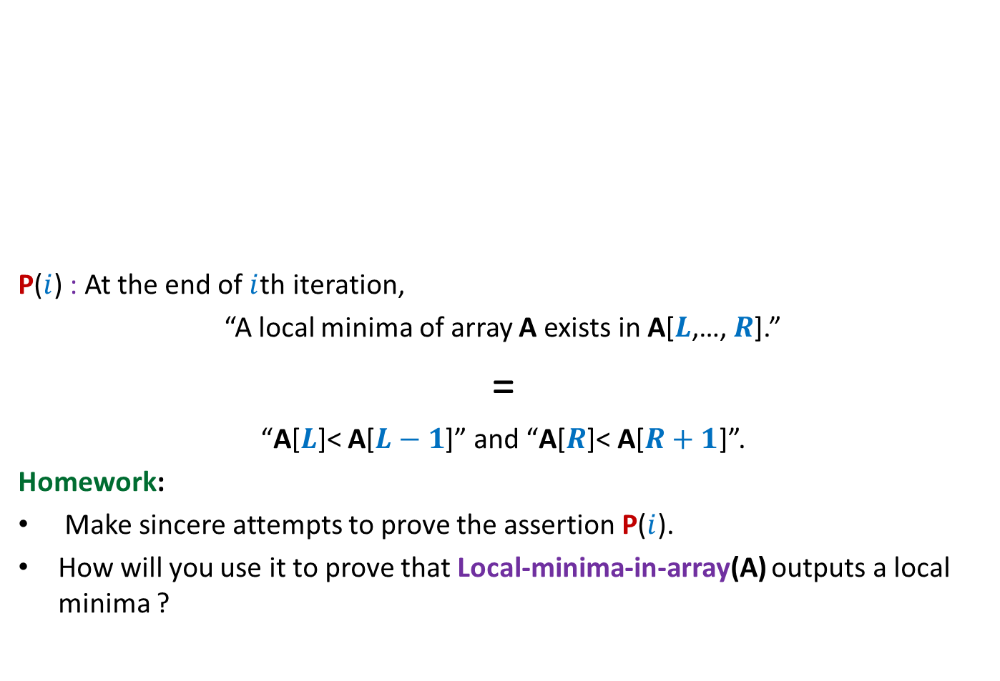 P(i) : At the end of ith iteration,
“A local minima of array A exists in A[L,…, R].”
=
“A[L]< A[L − 1]” and “A[R]< A[R + 1]”.
Homework:
• Make sincere attempts to prove the assertion P(i).
• How will you use it to prove that Local-minima-in-array(A) outputs a local
minima ?